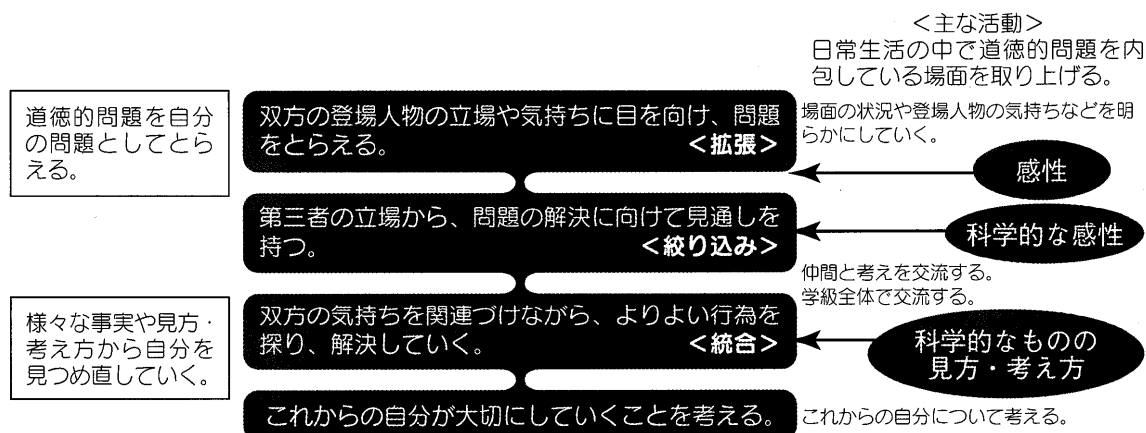 <主な活動>
日常生活の中で道徳的問題を内
包している場面を取り上げる。
道徳的問題を自分
の問題としてとら
える。
双方の登場人物の立場や気持ちに目を向け、問題
をとらえる。 <拡張>
場面の状況や登場人物の気持ちなどを明
らかにしていく。
感性
第三者の立場から、問題の解決に向けて見通しを
持つ。 <絞り込み>
科学的な感性
仲間と考えを交流する。
学級全体で交流する。
様々な事実や見方・
考え方から自分を
見つめ直していく。
双方の気持ちを関連づけながら、よりよい行為を
探り、解決していく。 <統合>
科学的なものの
見方・考え方
これからの自分が大切にしていくことを考える。
これからの自分について考える。